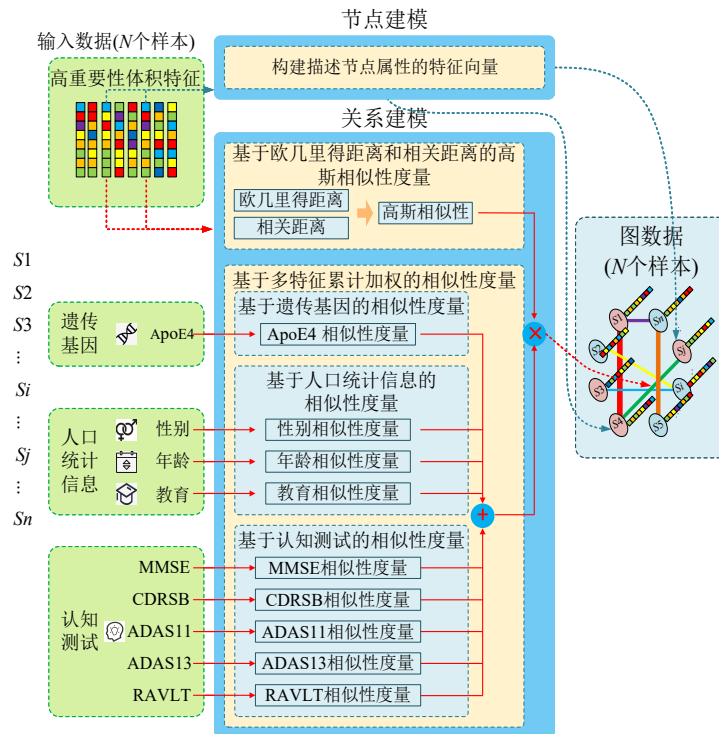 节点建模
输入数据(N个样本)
高重要性体积特征
构建描述节点属性的特征向量
关系建模
基于欧几里得距离和相关距离的高
斯相似性度量
欧几里得距离
相关距离
高斯相似性
图数据
(N个样本)
S1
Sn
S2
Sj
S3
Si
S4
S5
S1
S2
S3
⋮
Si
⋮
Sj
⋮
Sn
基于多特征累计加权的相似性度量
基于遗传基因的相似性度量
遗传
基因
ApoE4
ApoE4 相似性度量
×
基于人口统计信息的
相似性度量
人口
统计
信息
性别
性别相似性度量
年龄
年龄相似性度量
教育
教育相似性度量
+
基于认知测试的相似性度量
认知
测试
MMSE
MMSE相似性度量
CDRSB
CDRSB相似性度量
ADAS11
ADAS11相似性度量
ADAS13
ADAS13相似性度量
RAVLT
RAVLT相似性度量